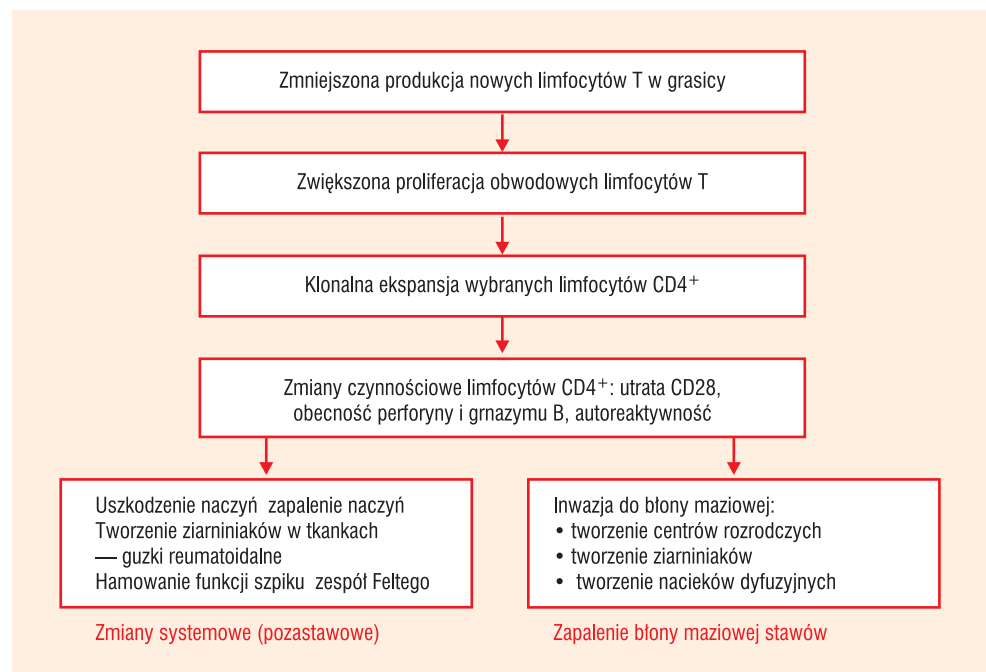 Zmniejszona produkcja nowych limfocytów T w grasicy
Zwiększona proliferacja obwodowych limfocytów T
Klonalna ekspansja wybranych limfocytów CD4+
Zmiany czynnościowe limfocytów CD4+: utrata CD28,
obecność perforyny i grnazymu B, autoreaktywność
Uszkodzenie naczyń zapalenie naczyń
Tworzenie ziarniniaków w tkankach
— guzki reumatoidalne
Hamowanie funkcji szpiku zespół Feltego
Zmiany systemowe (pozastawowe)
Inwazja do błony maziowej:
• tworzenie centrów rozrodczych
• tworzenie ziarniniaków
• tworzenie nacieków dyfuzyjnych
Zapalenie błony maziowej stawów